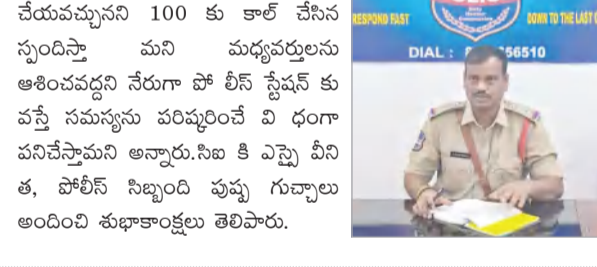 చేయవచ్చునని 100 కు కాల్ చేసిన
స్పందిస్తా మని మధ్యవర్తులను
ఆశించవద్దని నేరుగా పో లీస్ స్టేషన్ కు
వస్తే సమస్యను పరిష్కరించే వి ధంగా
పనిచేస్తామని అన్నారు.సిఐ కి ఎస్సై వీని
త, పోలీస్ సిబ్బంది పుష్ప గుచ్ఛాలు
అందించి శుభాకాంక్షలు తెలిపారు.
RESPOND FAST
DOWN TO THE LAST
DIAL : 656510